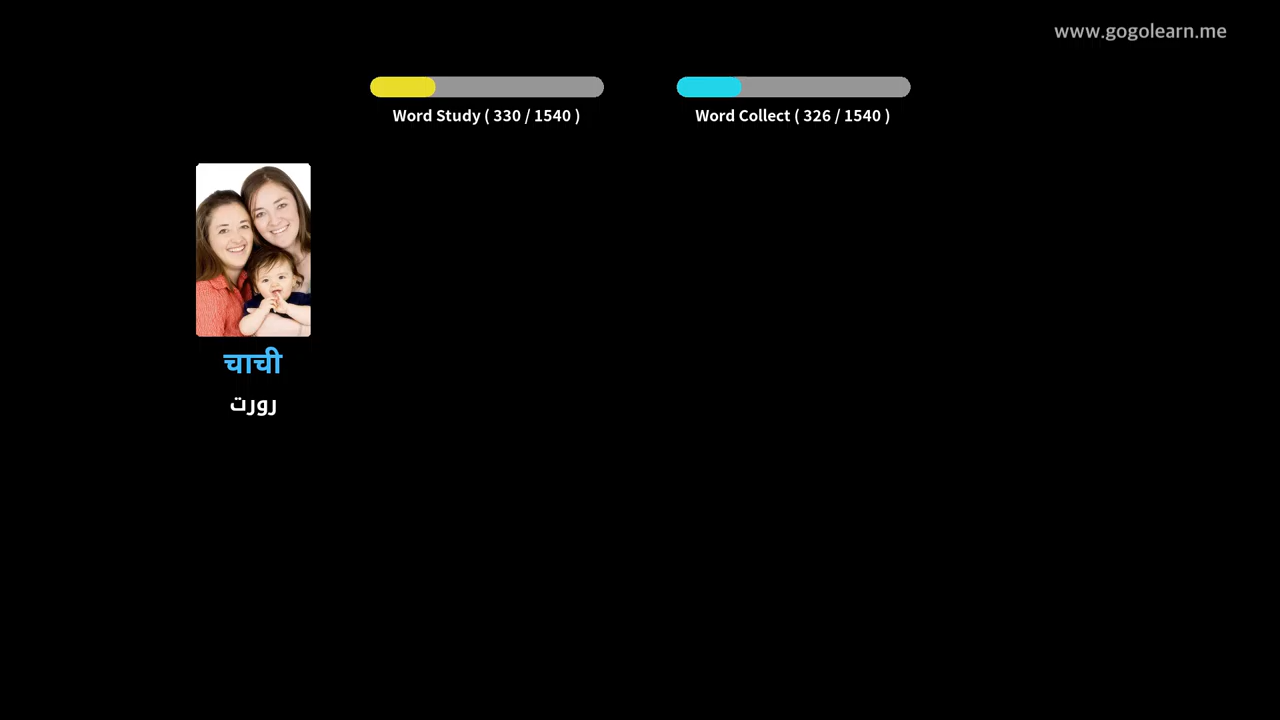 www.gogolearn.me
Word Study ( 330 / 1540 )
Word Collect ( 326 / 1540 )
चाची
رورت